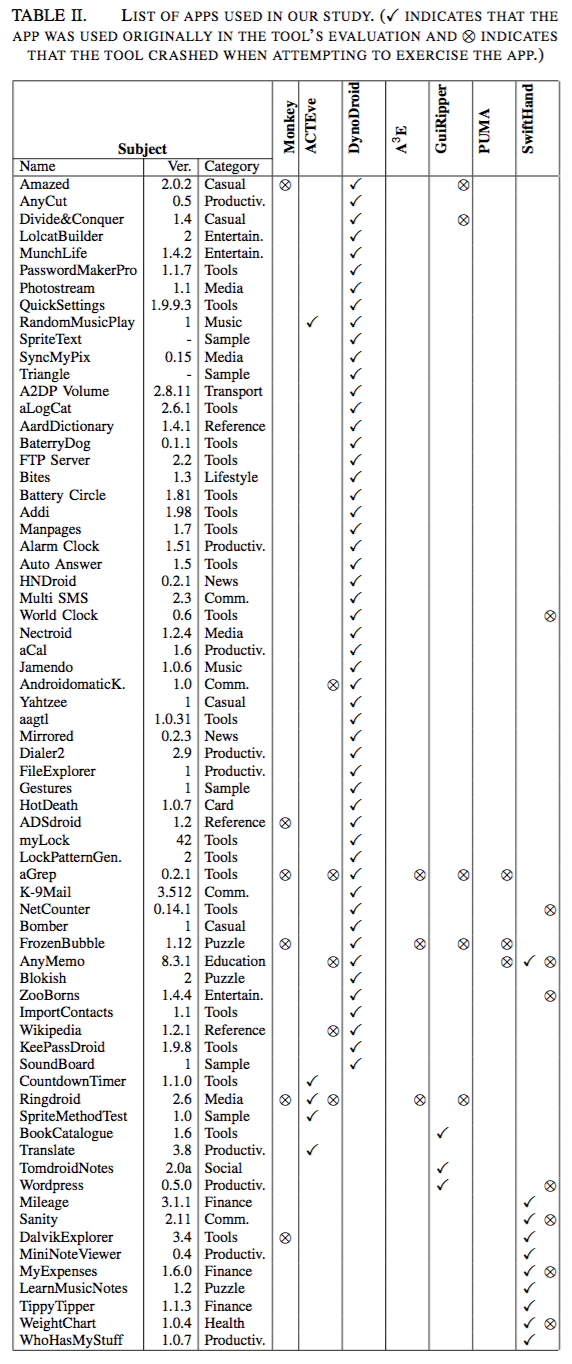 TABLE II. LIST OF APPS USED IN OUR STUDY. (✓ INDICATES THAT THE
APP WAS USED ORIGINALLY IN THE TOOL'S EVALUATION AND ⊗ INDICATES
THAT THE TOOL CRASHED WHEN ATTEMPTING TO EXERCISE THE APP.)
Subject Monkey ACTEve DynoDroid A³E GuiRipper PUMA SwiftHand
Name Ver. Category
Amazed 2.0.2 Casual ⊗ ✓ ⊗
AnyCut 0.5 Productiv. ✓
Divide&Conquer 1.4 Casual ✓ ⊗
LolcatBuilder 2 Entertain. ✓
MunchLife 1.4.2 Entertain. ✓
PasswordMakerPro 1.1.7 Tools ✓
Photostream 1.1 Media ✓
QuickSettings 1.9.9.3 Tools ✓
RandomMusicPlay 1 Music ✓ ✓
SpriteText - Sample ✓
SyncMyPix 0.15 Media ✓
Triangle - Sample ✓
A2DP Volume 2.8.11 Transport ✓
aLogCat 2.6.1 Tools ✓
AardDictionary 1.4.1 Reference ✓
BaterryDog 0.1.1 Tools ✓
FTP Server 2.2 Tools ✓
Bites 1.3 Lifestyle ✓
Battery Circle 1.81 Tools ✓
Addi 1.98 Tools ✓
Manpages 1.7 Tools ✓
Alarm Clock 1.51 Productiv. ✓
Auto Answer 1.5 Tools ✓
HNDroid 0.2.1 News ✓
Multi SMS 2.3 Comm. ✓
World Clock 0.6 Tools ✓ ⊗
Nectroid 1.2.4 Media ✓
aCal 1.6 Productiv. ✓
Jamendo 1.0.6 Music ✓
AndroidomaticK. 1.0 Comm. ⊗ ✓
Yahtzee 1 Casual ✓
aagtl 1.0.31 Tools ✓
Mirrored 0.2.3 News ✓
Dialer2 2.9 Productiv. ✓
FileExplorer 1 Productiv. ✓
Gestures 1 Sample ✓
HotDeath 1.0.7 Card ✓
ADSdroid 1.2 Reference ⊗ ✓
myLock 42 Tools ✓
LockPatternGen. 2 Tools ✓
aGrep 0.2.1 Tools ⊗ ⊗ ✓ ⊗ ⊗ ⊗
K-9Mail 3.512 Comm. ✓
NetCounter 0.14.1 Tools ✓ ⊗
Bomber 1 Casual ✓
FrozenBubble 1.12 Puzzle ⊗ ✓ ⊗ ⊗ ⊗
AnyMemo 8.3.1 Education ⊗ ✓ ⊗ ✓ ⊗
Blokish 2 Puzzle ✓
ZooBorns 1.4.4 Entertain. ✓ ⊗
ImportContacts 1.1 Tools ✓
Wikipedia 1.2.1 Reference ⊗ ✓
KeePassDroid 1.9.8 Tools ✓
SoundBoard 1 Sample ✓
CountdownTimer 1.1.0 Tools ✓
Ringdroid 2.6 Media ⊗ ✓ ⊗ ⊗ ⊗
SpriteMethodTest 1.0 Sample ✓
BookCatalogue 1.6 Tools ✓
Translate 3.8 Productiv. ✓
TomdroidNotes 2.0a Social ✓
Wordpress 0.5.0 Productiv. ✓ ⊗
Mileage 3.1.1 Finance ✓
Sanity 2.11 Comm. ✓ ⊗
DalvikExplorer 3.4 Tools ⊗ ✓
MiniNoteViewer 0.4 Productiv. ✓
MyExpenses 1.6.0 Finance ✓ ⊗
LearnMusicNotes 1.2 Puzzle ✓
TippyTipper 1.1.3 Finance ✓
WeightChart 1.0.4 Health ✓ ⊗
WhoHasMyStuff 1.0.7 Productiv. ✓